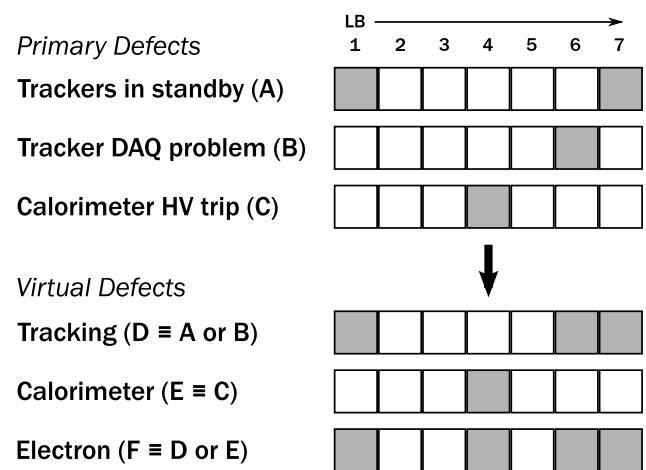 LB
1 2 3 4 5 6 7
Primary Defects
Trackers in standby (A)
Tracker DAQ problem (B)
Calorimeter HV trip (C)
Virtual Defects
Tracking (D ≡ A or B)
Calorimeter (E ≡ C)
Electron (F ≡ D or E)